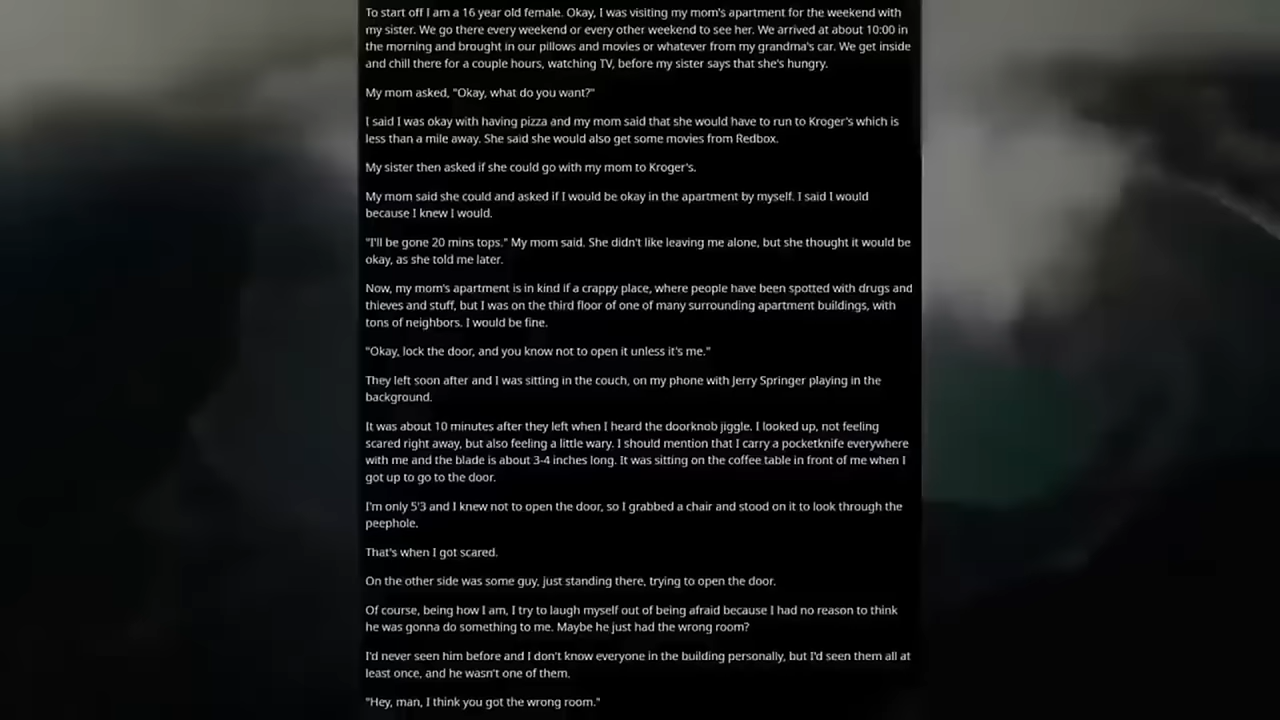 To start off I am a 16 year old female. Okay, I was visiting my mom's apartment for the weekend with
my sister. We go there every weekend or every other weekend to see her. We arrived at about 10:00 in
the morning and brought in our pillows and movies or whatever from my grandma's car. We get inside
and chill there for a couple hours, watching TV, before my sister says that she's hungry.
My mom asked, "Okay, what do you want?"
I said I was okay with having pizza and my mom said that she would have to run to Kroger's which is
less than a mile away. She said she would also get some movies from Redbox.
My sister then asked if she could go with my mom to Kroger's.
My mom said she could and asked if I would be okay in the apartment by myself. I said I would
because I knew I would.
"I'll be gone 20 mins tops." My mom said. She didn't like leaving me alone, but she thought it would be
okay, as she told me later.
Now, my mom's apartment is in kind if a crappy place, where people have been spotted with drugs and
thieves and stuff, but I was on the third floor of one of many surrounding apartment buildings, with
tons of neighbors. I would be fine.
"Okay, lock the door, and you know not to open it unless it's me."
They left soon after and I was sitting in the couch, on my phone with Jerry Springer playing in the
background.
It was about 10 minutes after they left when I heard the doorknob jiggle. I looked up, not feeling
scared right away, but also feeling a little wary. I should mention that I carry a pocketknife everywhere
with me and the blade is about 3-4 inches long. It was sitting on the coffee table in front of me when I
got up to go to the door.
I'm only 5'3 and I knew not to open the door, so I grabbed a chair and stood on it to look through the
peephole.
That's when I got scared.
On the other side was some guy, just standing there, trying to open the door.
Of course, being how I am, I try to laugh myself out of being afraid because I had no reason to think
he was gonna do something to me. Maybe he just had the wrong room?
I'd never seen him before and I don't know everyone in the building personally, but I'd seen them all at
least once, and he wasn't one of them.
"Hey, man, I think you got the wrong room."